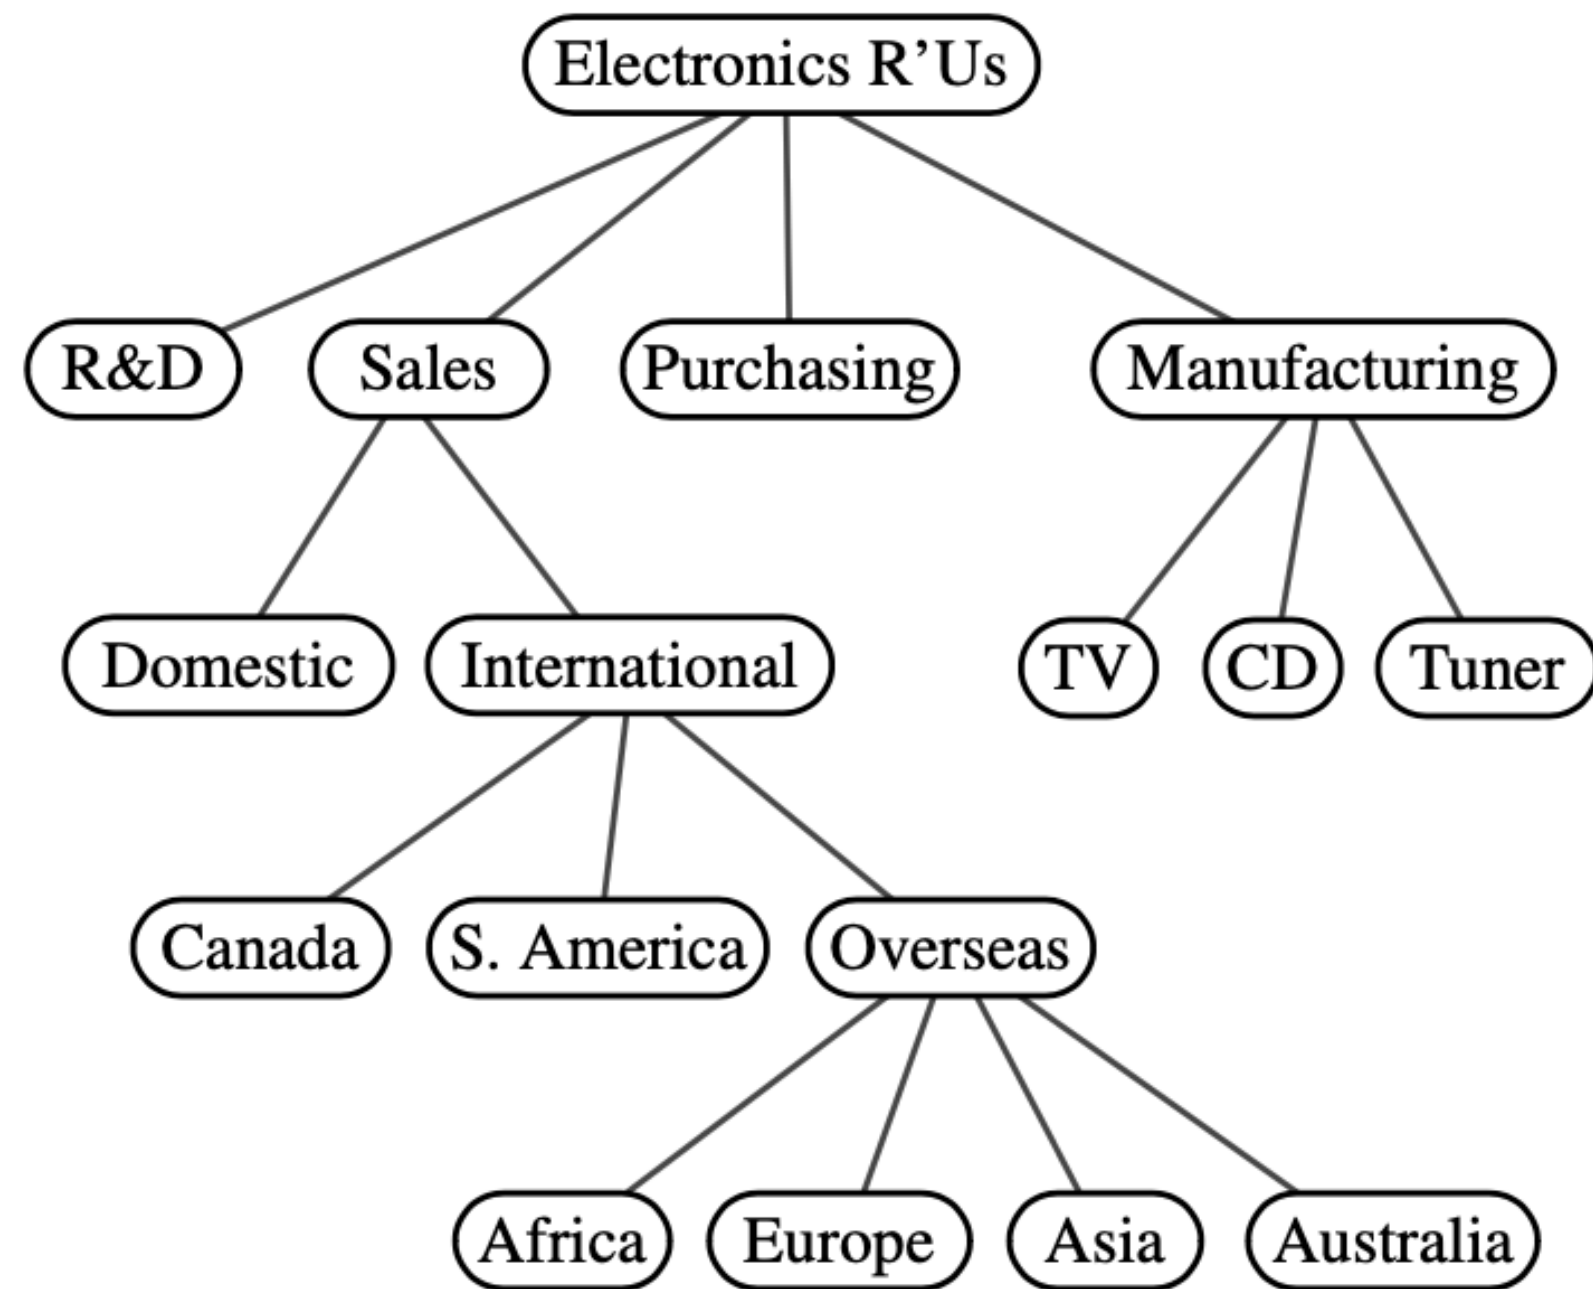 Electronics R’Us
R&D
Sales
Purchasing
Manufacturing
Domestic
International
TV
CD
Tuner
Canada
S. America
Overseas
Africa
Europe
Asia
Australia